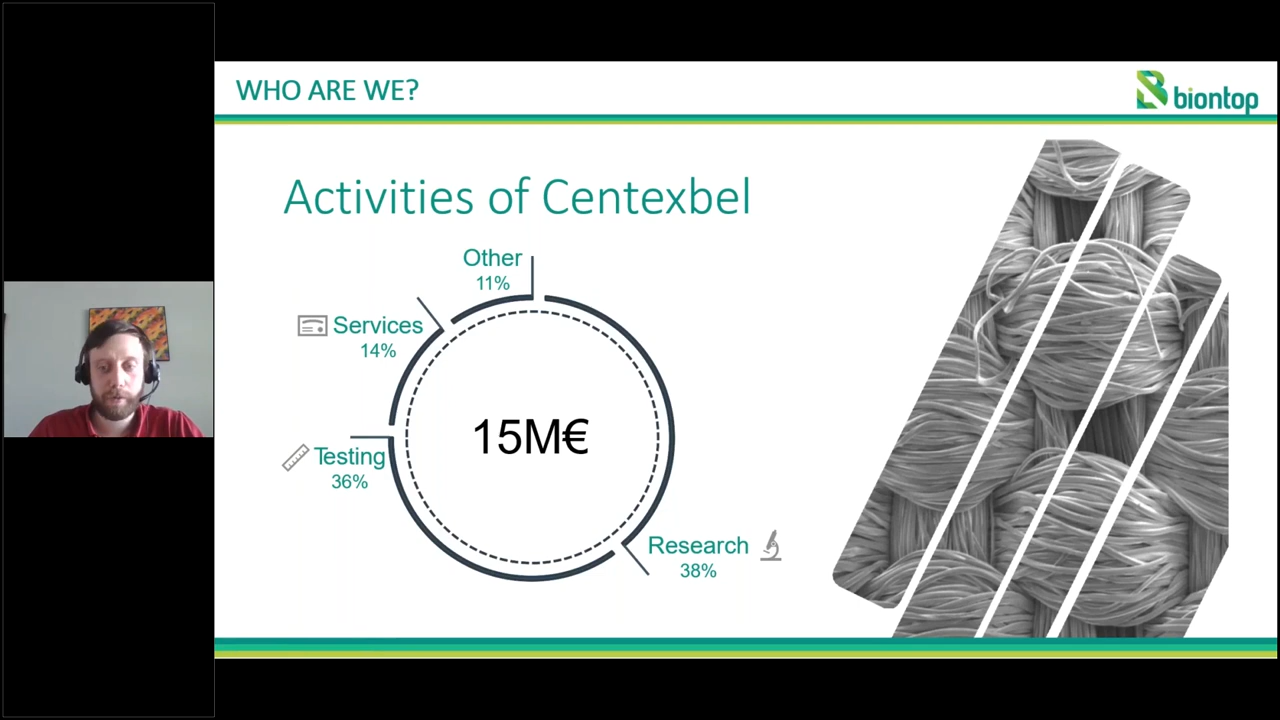 WHO ARE WE?
biontop
Activities of Centexbel
Other
11%
Services
14%
15M€
Testing
36%
Research
38%